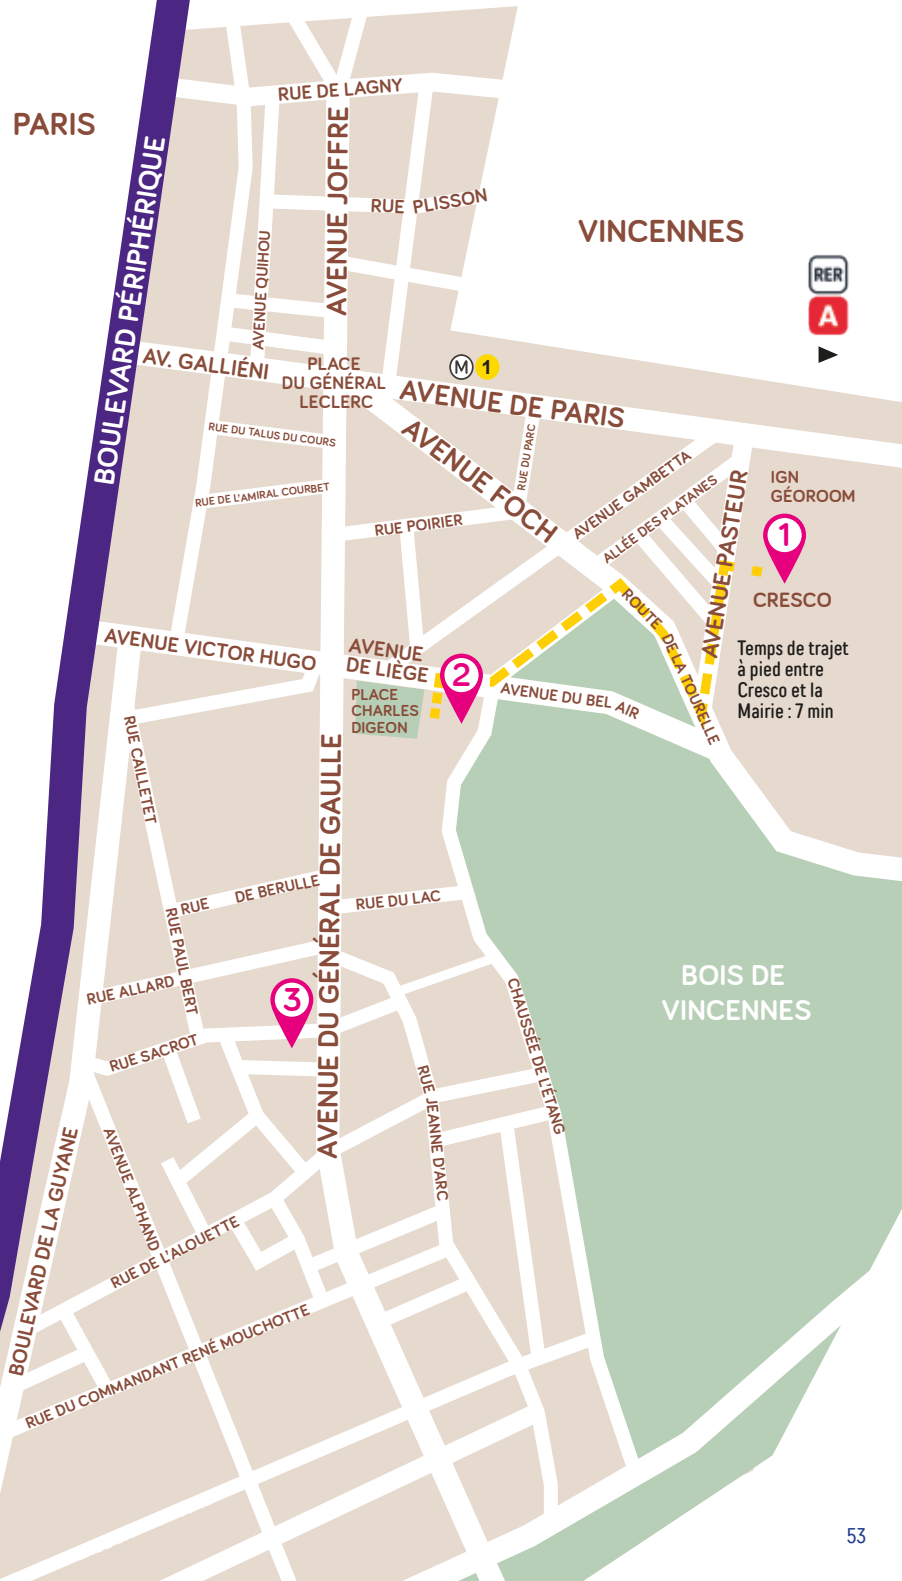 RUE DE LAGNY
PARIS
AVENUE JOFFRE
BOULEVARD PÉRIPHÉRIQUE
RUE PLISSON
VINCENNES
AVENUE QUIHOU
RER
A
AV. GALLIÉNI
PLACE
DU GÉNÉRAL
LECLERC
M 1
AVENUE DE PARIS
RUE DU TALUS DU COURS
AVENUE FOCH
RUE DU PARC
AVENUE GAMBETTA
ALLÉE DES PLATANES
AVENUE PASTEUR
IGN
GÉOROOM
RUE DE L'AMIRAL COURBET
RUE POIRIER
1
CRESCO
ROUTE DE LA TOURELLE
AVENUE VICTOR HUGO
AVENUE
DE LIÈGE
2
Temps de trajet
à pied entre
Cresco et la
Mairie : 7 min
PLACE
CHARLES
DIGEON
AVENUE DU BEL AIR
RUE CAILLETET
AVENUE DU GÉNÉRAL DE GAULLE
RUE DE BERULLE
RUE DU LAC
RUE PAUL BERT
RUE ALLARD
3
BOIS DE
VINCENNES
CHAUSSÉE DE L'ÉTANG
RUE SACROT
RUE JEANNE D'ARC
AVENUE ALPHAND
BOULEVARD DE LA GUYANE
RUE DE L'ALOUETTE
RUE DU COMMANDANT RENÉ MOUCHOTTE
53